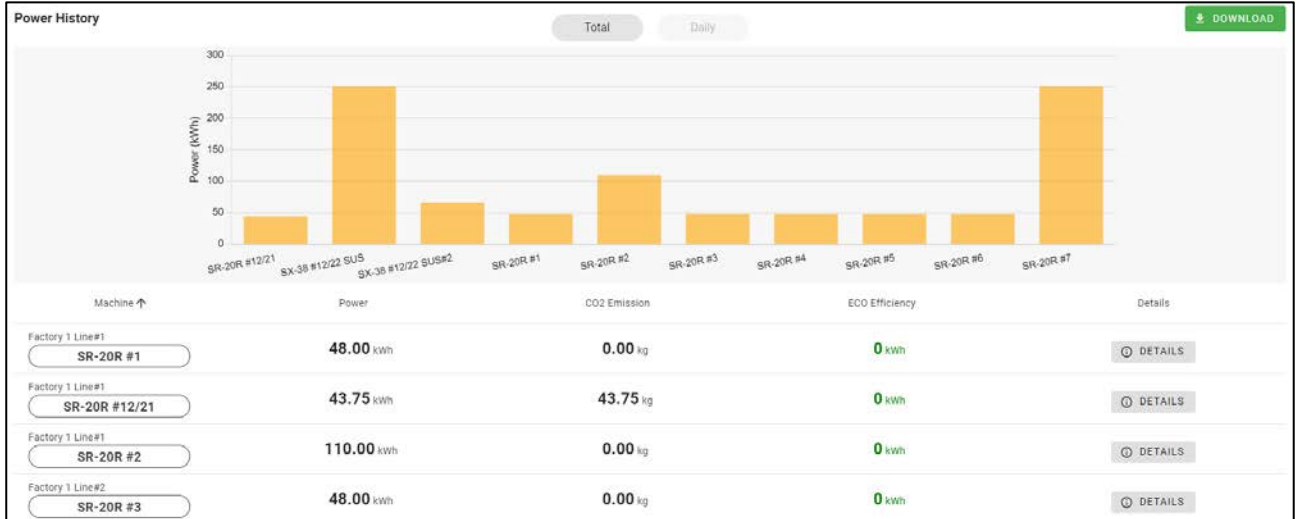 Power History
Total
Daily
DOWNLOAD
300
250
200
150
100
50
0
Power (kWh)
SR-20R #12/21
SX-38 #12/22 SUS
SX-38 #12/22 SUS#2
SR-20R #1
SR-20R #2
SR-20R #3
SR-20R #4
SR-20R #5
SR-20R #6
SR-20R #7
Machine Power CO2 Emission ECO Efficiency Details
Factory 1 Line#1
SR-20R #1 48.00 kWh 0.00 kg 0 kWh DETAILS
Factory 1 Line#1
SR-20R #12/21 43.75 kWh 43.75 kg 0 kWh DETAILS
Factory 1 Line#1
SR-20R #2 110.00 kWh 0.00 kg 0 kWh DETAILS
Factory 1 Line#2
SR-20R #3 48.00 kWh 0.00 kg 0 kWh DETAILS